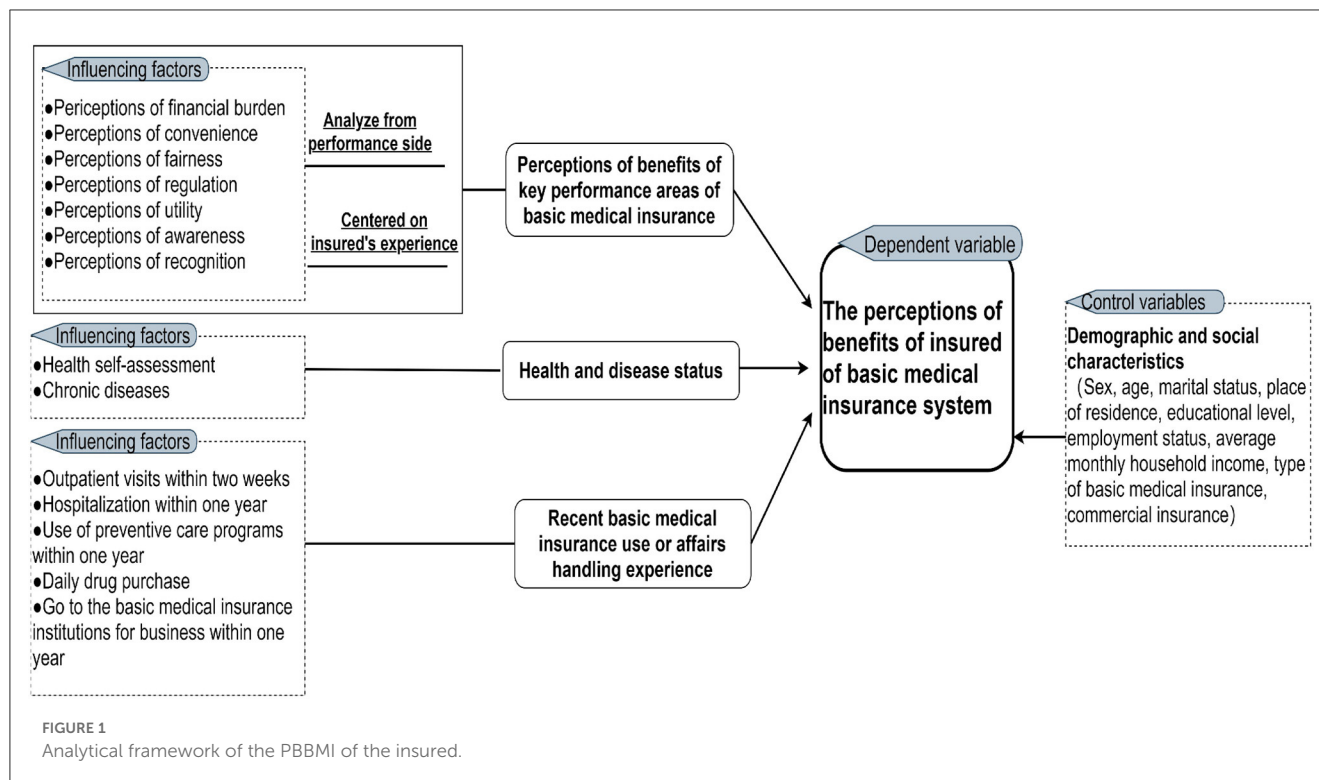 Influencing factors
●Periceptions of financial burden
●Perceptions of convenience
●Perceptions of fairness
●Perceptions of regulation
●Perceptions of utility
●Perceptions of awareness
●Perceptions of recognition
Analyze from
performance side
Centered on
insured's experience
Perceptions of benefits of
key performance areas of
basic medical insurance
Influencing factors
●Health self-assessment
●Chronic diseases
Health and disease status
Influencing factors
●Outpatient visits within two weeks
●Hospitalization within one year
●Use of preventive care programs
within one year
●Daily drug purchase
●Go to the basic medical insurance
institutions for business within one
year
Recent basic medical
insurance use or affairs
handling experience
Dependent variable
The perceptions of
benefits of insured
of basic medical
insurance system
Control variables
Demographic and social
characteristics
(Sex, age, marital status, place
of residence, educational level,
employment status, average
monthly household income, type
of basic medical insurance,
commercial insurance)
FIGURE 1
Analytical framework of the PBBMI of the insured.